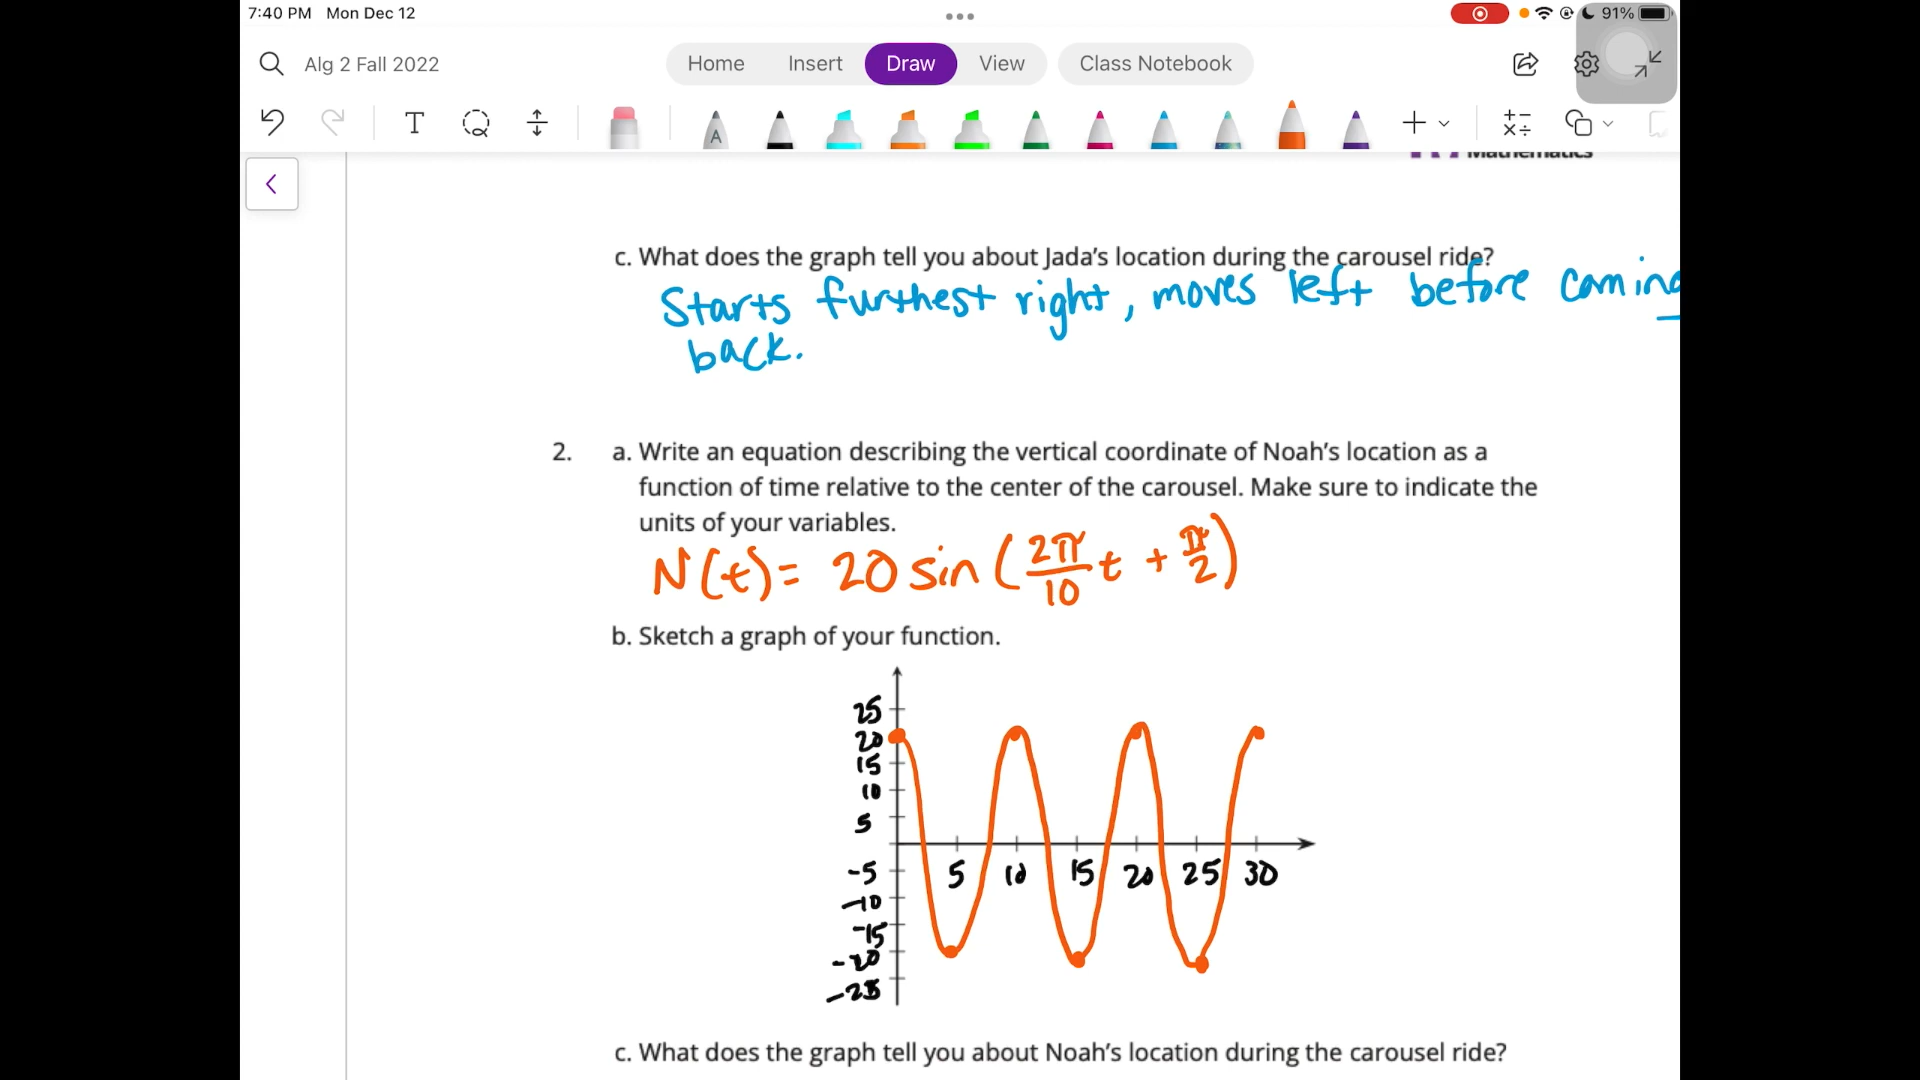 7:40 PM Mon Dec 12
91%
Alg 2 Fall 2022
Home Insert Draw View Class Notebook
T
A
Mathematics
c. What does the graph tell you about Jada's location during the carousel ride?
Starts furthest right, moves left before coming
back.
2. a. Write an equation describing the vertical coordinate of Noah's location as a
function of time relative to the center of the carousel. Make sure to indicate the
units of your variables.
N(t) = 20 sin (2π/10 t + π/2)
b. Sketch a graph of your function.
25
20
15
10
5
-5 5 10 15 20 25 30
-10
-15
-20
-25
c. What does the graph tell you about Noah's location during the carousel ride?